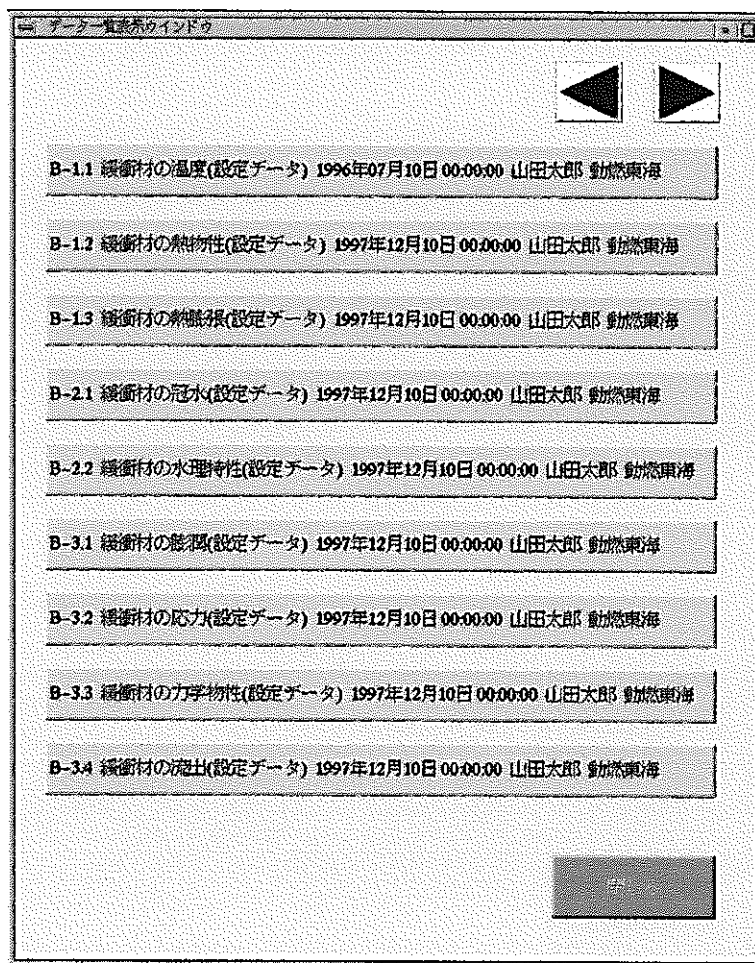 データ一覧表示ウインドウ
B-1.1 緩衝材の温度(設定データ) 1996年07月10日 00:00:00 山田太郎 動燃東海
B-1.2 緩衝材の熱物性(設定データ) 1997年12月10日 00:00:00 山田太郎 動燃東海
B-1.3 緩衝材の熱膨張(設定データ) 1997年12月10日 00:00:00 山田太郎 動燃東海
B-2.1 緩衝材の冠水(設定データ) 1997年12月10日 00:00:00 山田太郎 動燃東海
B-2.2 緩衝材の水理特性(設定データ) 1997年12月10日 00:00:00 山田太郎 動燃東海
B-3.1 緩衝材の膨潤(設定データ) 1997年12月10日 00:00:00 山田太郎 動燃東海
B-3.2 緩衝材の応力(設定データ) 1997年12月10日 00:00:00 山田太郎 動燃東海
B-3.3 緩衝材の力学物性(設定データ) 1997年12月10日 00:00:00 山田太郎 動燃東海
B-3.4 緩衝材の流出(設定データ) 1997年12月10日 00:00:00 山田太郎 動燃東海